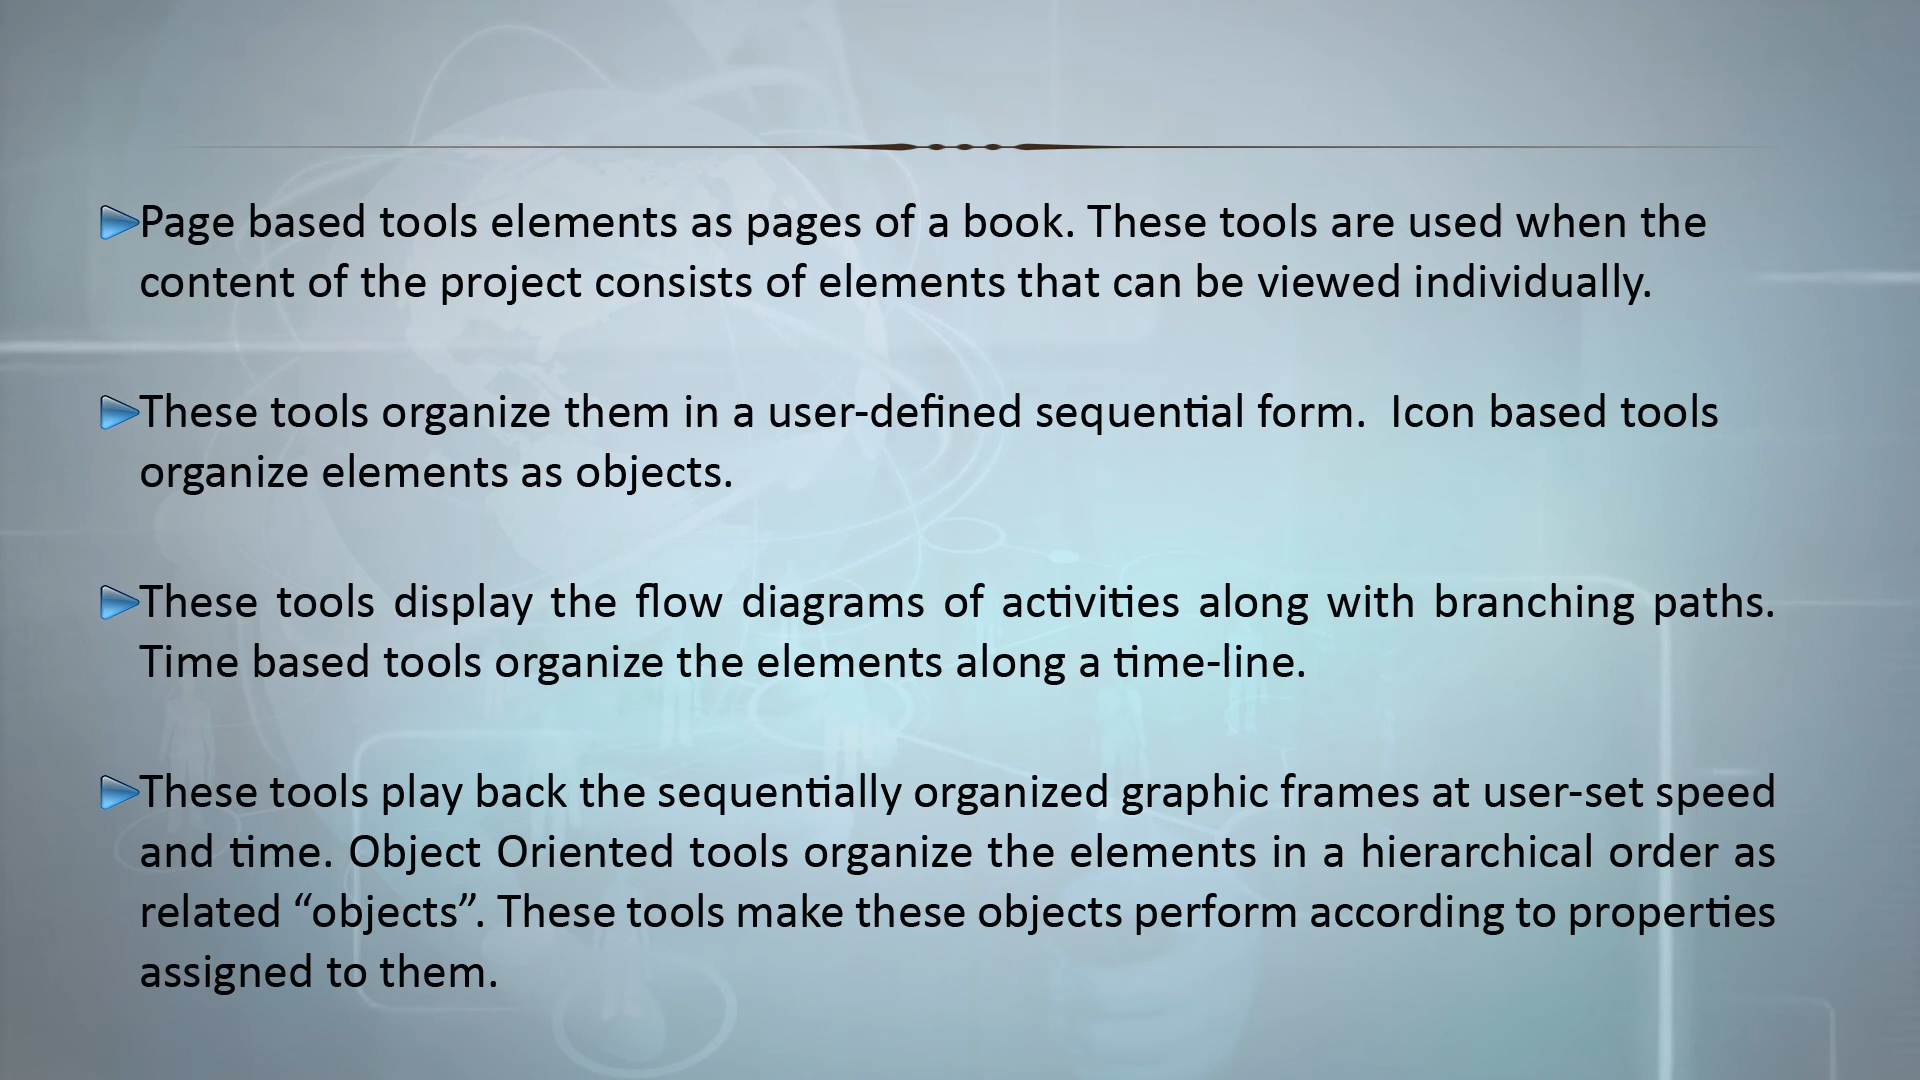 Page based tools elements as pages of a book. These tools are used when the
content of the project consists of elements that can be viewed individually.
These tools organize them in a user-defined sequential form.  Icon based tools
organize elements as objects.
These tools display the flow diagrams of activities along with branching paths.
Time based tools organize the elements along a time-line.
These tools play back the sequentially organized graphic frames at user-set speed
and time. Object Oriented tools organize the elements in a hierarchical order as
related “objects”. These tools make these objects perform according to properties
assigned to them.